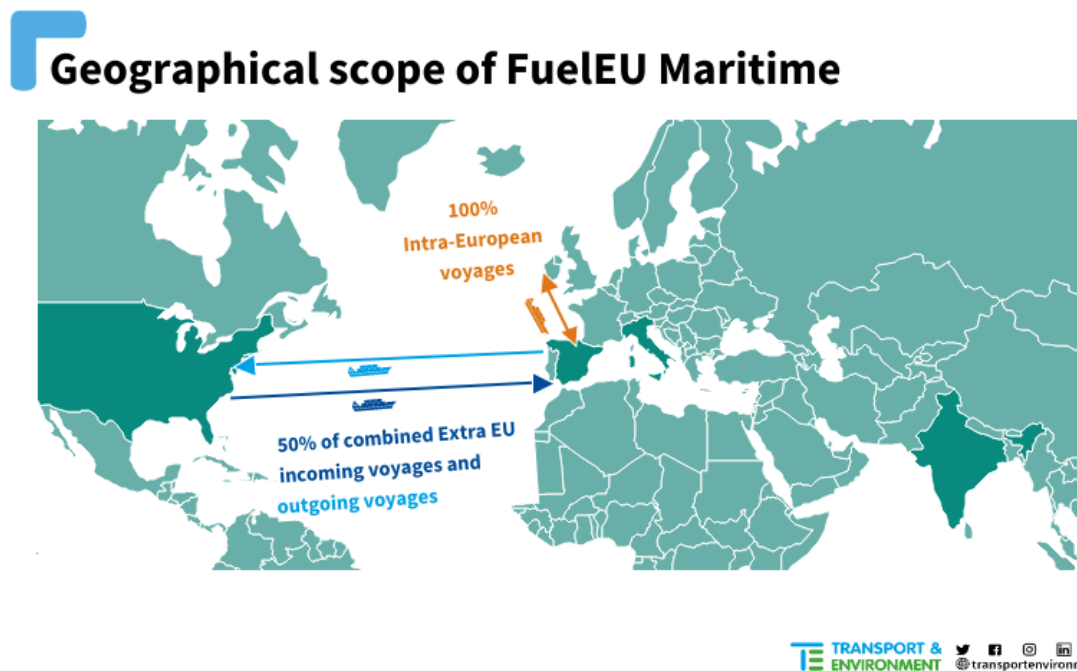 Geographical scope of FuelEU Maritime
100%
Intra-European
voyages
50% of combined Extra EU
incoming voyages and
outgoing voyages
TRANSPORT &
ENVIRONMENT
in